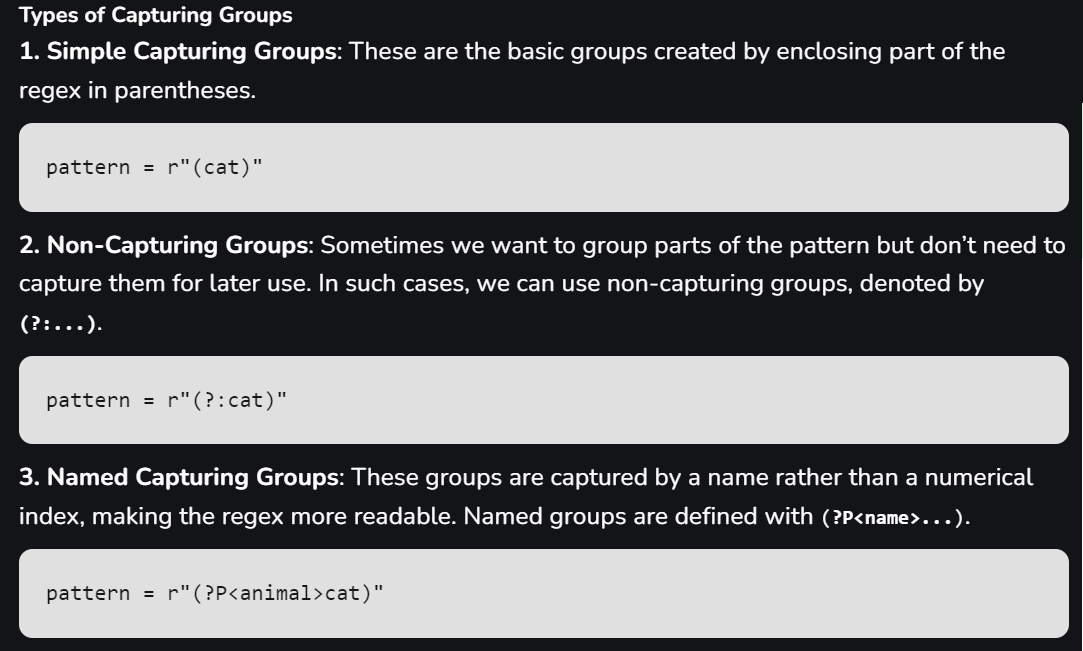 Types of Capturing Groups
1. Simple Capturing Groups: These are the basic groups created by enclosing part of the
regex in parentheses.
pattern = r"(cat)"
2. Non-Capturing Groups: Sometimes we want to group parts of the pattern but don’t need to
capture them for later use. In such cases, we can use non-capturing groups, denoted by
(?:...).
pattern = r"(?:cat)"
3. Named Capturing Groups: These groups are captured by a name rather than a numerical
index, making the regex more readable. Named groups are defined with (?P<name>...).
pattern = r"(?P<animal>cat)"